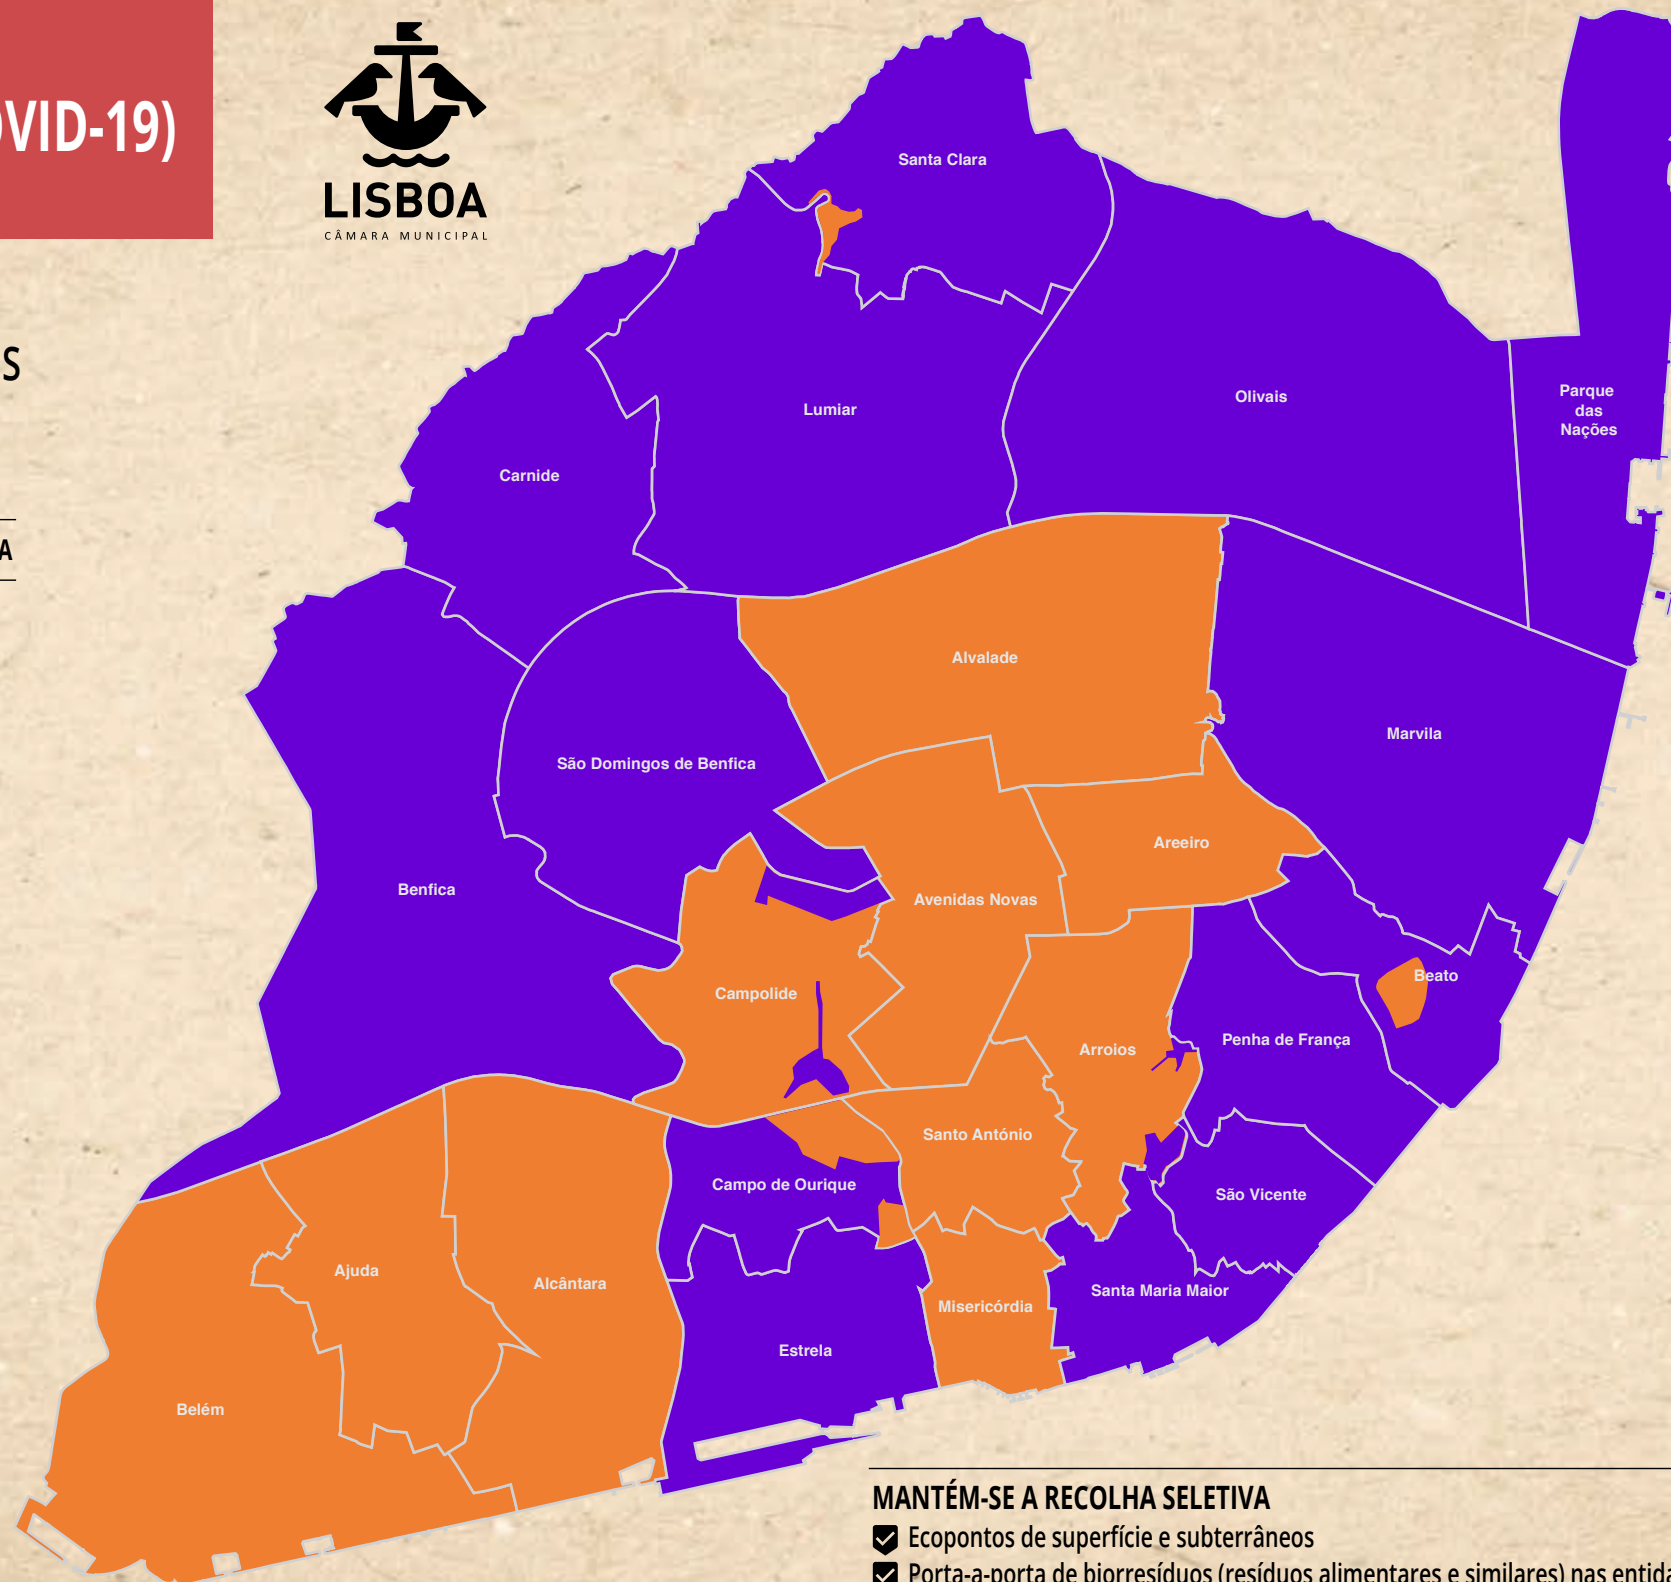 OVID-19)
LISBOA
CÂMARA MUNICIPAL
S
A
Santa Clara
Lumiar
Olivais
Parque
das
Nações
Carnide
Alvalade
Marvila
São Domingos de Benfica
Areeiro
Benfica
Avenidas Novas
Beato
Campolide
Penha de França
Arroios
Santo António
Campo de Ourique
São Vicente
Ajuda
Alcântara
Santa Maria Maior
Misericórdia
Estrela
Belém
MANTÉM-SE A RECOLHA SELETIVA
Ecopontos de superfície e subterrâneos
Porta-a-porta de biorresíduos (resíduos alimentares e similares) nas entida